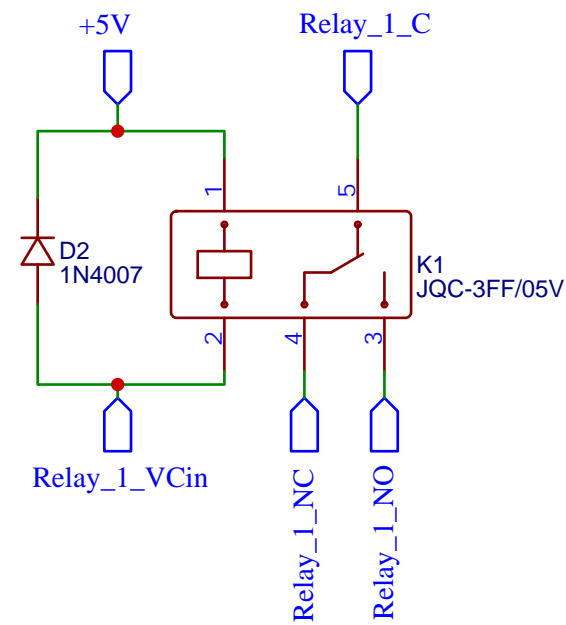 +5V
Relay_1_C
1
5
D2
1N4007
K1
JQC-3FF/05V
2
4
3
Relay_1_VCin
Relay_1_NC
Relay_1_NO